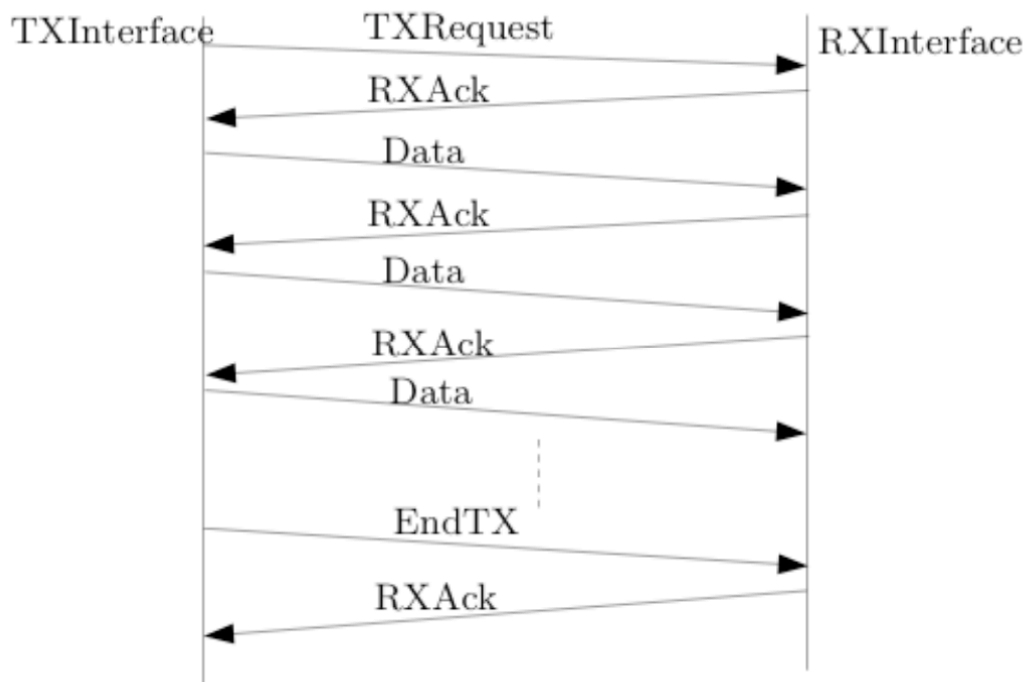 TXInterface
TXRequest
RXInterface
RXAck
Data
RXAck
Data
RXAck
Data
EndTX
RXAck